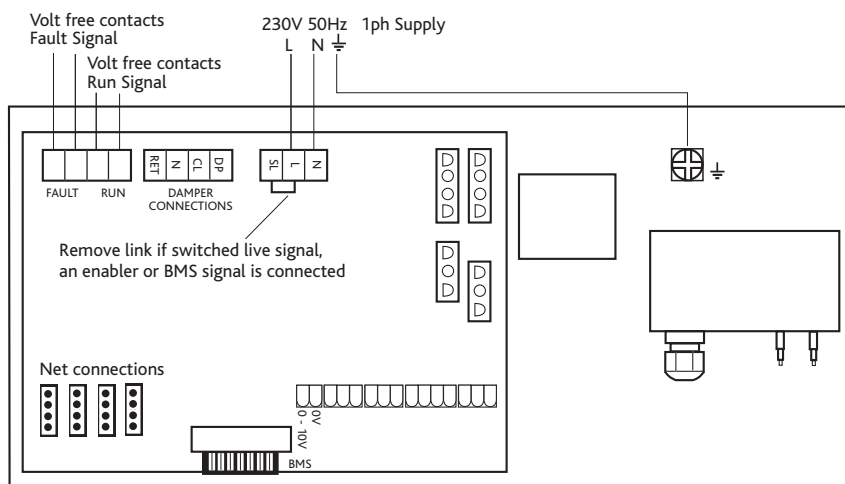 Volt free contacts
Fault Signal
230V 50Hz 1ph Supply
L N
Volt free contacts
Run Signal
RET N CL DP
SL L N
FAULT RUN
DAMPER
CONNECTIONS
Remove link if switched live signal,
an enabler or BMS signal is connected
Net connections
0V
0 - 10V
BMS